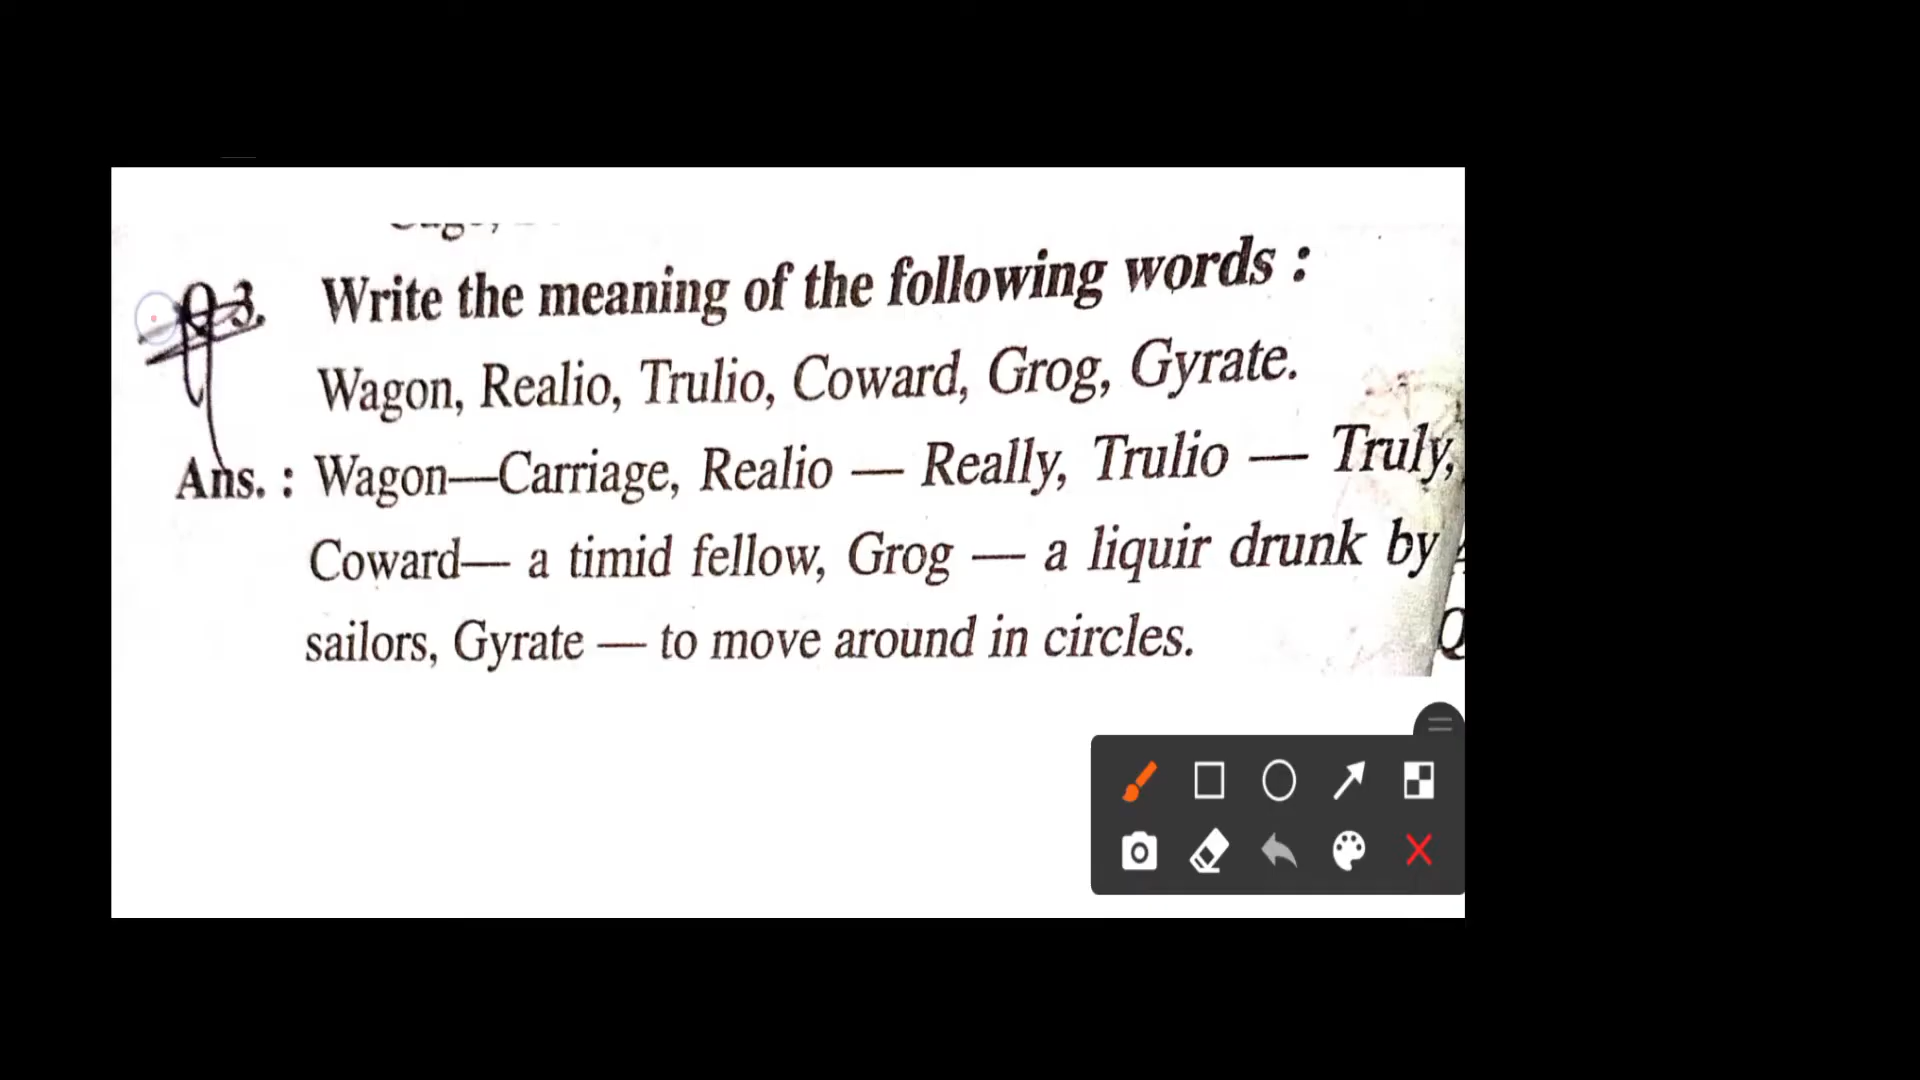 Q 3. Write the meaning of the following words :
Wagon, Realio, Trulio, Coward, Grog, Gyrate.
Ans. : Wagon—Carriage, Realio — Really, Trulio — Truly,
Coward— a timid fellow, Grog — a liquir drunk by
sailors, Gyrate — to move around in circles.
Q